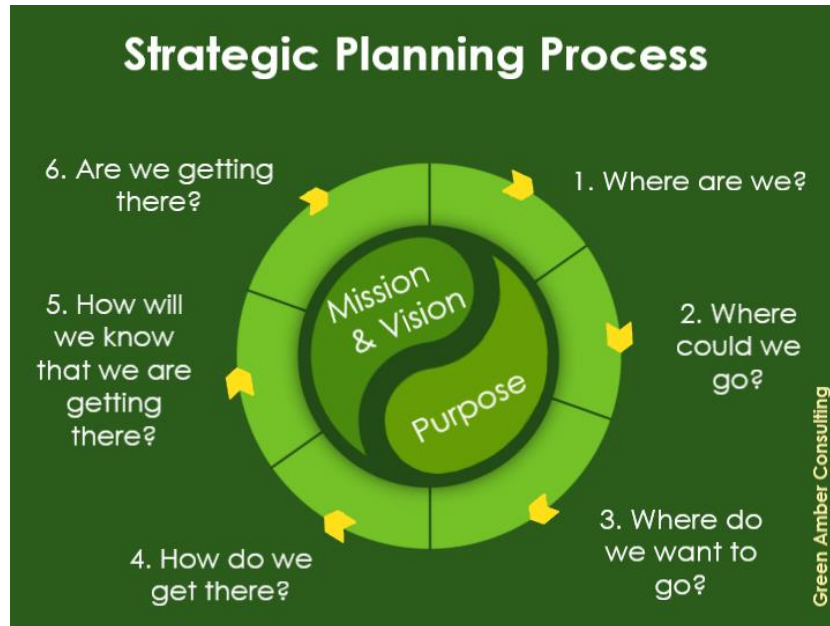 Strategic Planning Process
1. Where are we?
2. Where
could we
go?
3. Where do
we want to
go?
4. How do we
get there?
5. How will
we know
that we are
getting
there?
6. Are we getting
there?
Mission
& Vision
Purpose
Green Amber Consulting